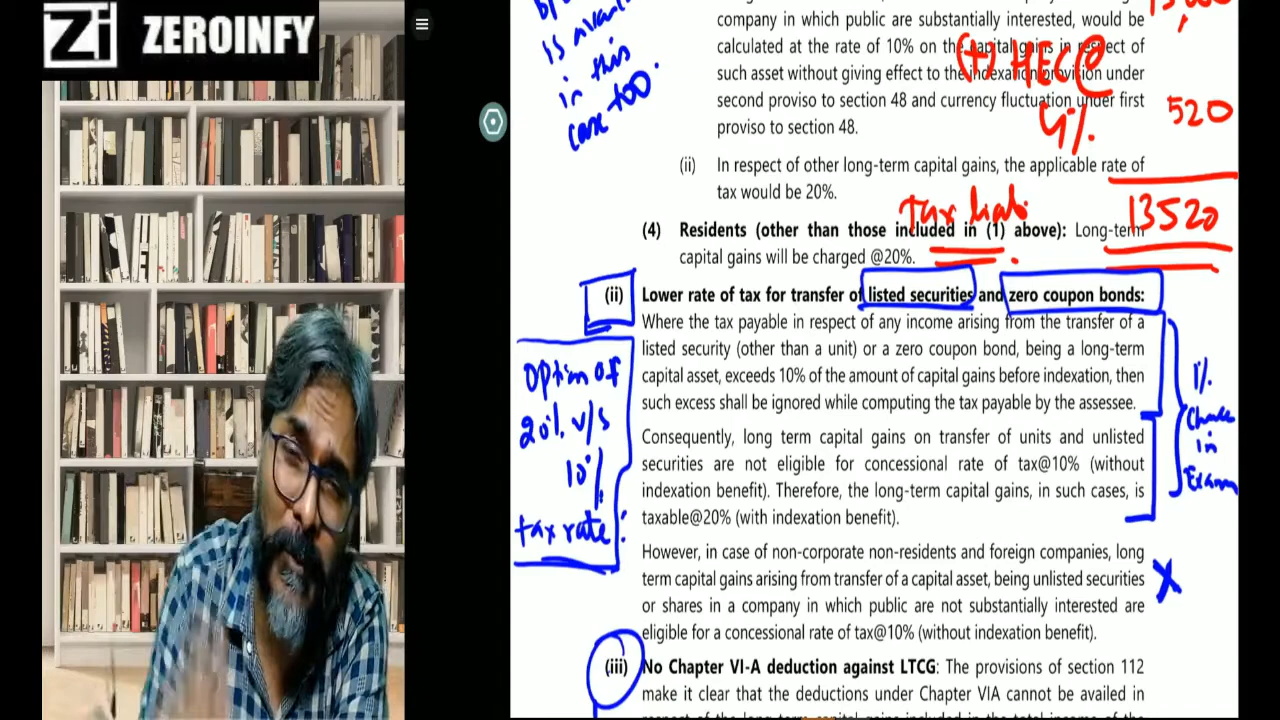 Zi ZEROINFY
is availa
in this
case too.
company in which public are substantially interested, would be
calculated at the rate of 10% on the capital gains in respect of
such asset without giving effect to the indexation provision under
second proviso to section 48 and currency fluctuation under first
proviso to section 48.
(+) HEC@
4%
520
(ii) In respect of other long-term capital gains, the applicable rate of
tax would be 20%.
tax liab.
13520
(4) Residents (other than those included in (1) above): Long-term
capital gains will be charged @20%.
(ii) Lower rate of tax for transfer of listed securities and zero coupon bonds:
Where the tax payable in respect of any income arising from the transfer of a
listed security (other than a unit) or a zero coupon bond, being a long-term
capital asset, exceeds 10% of the amount of capital gains before indexation, then
such excess shall be ignored while computing the tax payable by the assessee.
Consequently, long term capital gains on transfer of units and unlisted
securities are not eligible for concessional rate of tax@10% (without
indexation benefit). Therefore, the long-term capital gains, in such cases, is
taxable@20% (with indexation benefit).
option of
20% v/s
10%
tax rate.
1%
Chance
in
Exam
However, in case of non-corporate non-residents and foreign companies, long
term capital gains arising from transfer of a capital asset, being unlisted securities
or shares in a company in which public are not substantially interested are
eligible for a concessional rate of tax@10% (without indexation benefit).
(iii) No Chapter VI-A deduction against LTCG: The provisions of section 112
make it clear that the deductions under Chapter VIA cannot be availed in